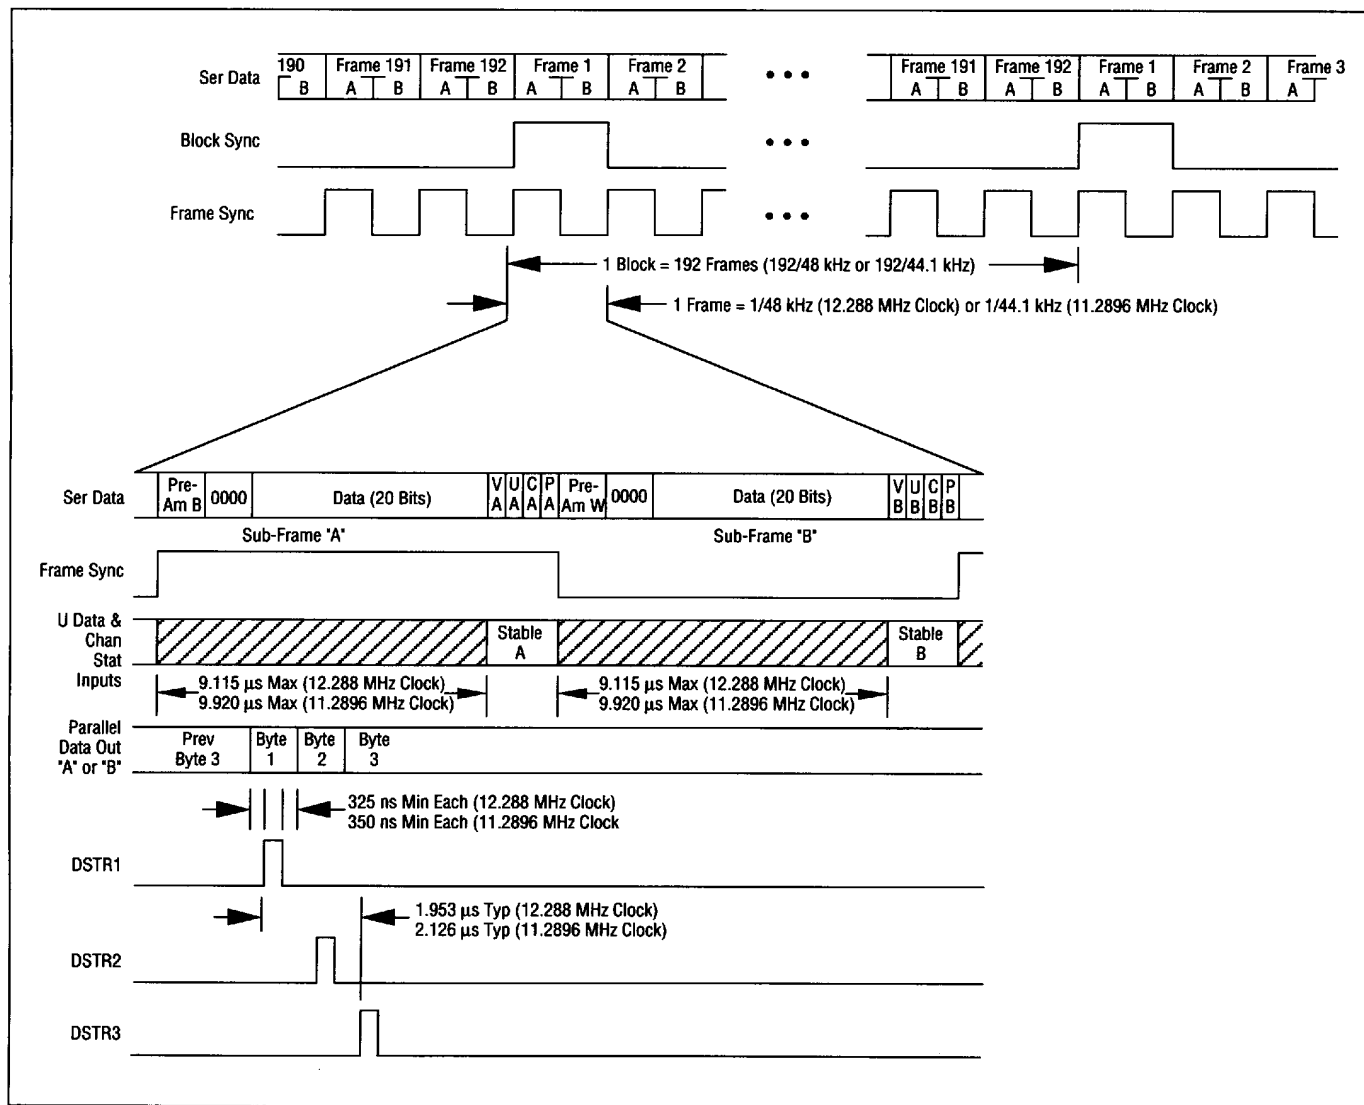 190 Frame 191 Frame 192 Frame 1 Frame 2 Frame 191 Frame 192 Frame 1 Frame 2 Frame 3
Ser Data
B A B A B A B A B A B A B A B A B A
Block Sync
Frame Sync
1 Block = 192 Frames (192/48 kHz or 192/44.1 kHz)
1 Frame = 1/48 kHz (12.288 MHz Clock) or 1/44.1 kHz (11.2896 MHz Clock)
Ser Data
Pre-
Am B
0000
Data (20 Bits)
V
A
U
A
C
A
P
A
Pre-
Am W
0000
Data (20 Bits)
V
B
U
B
C
B
P
B
Sub-Frame "A"
Sub-Frame "B"
Frame Sync
U Data &
Chan
Stat
Inputs
Stable
A
Stable
B
9.115 µs Max (12.288 MHz Clock)
9.920 µs Max (11.2896 MHz Clock)
9.115 µs Max (12.288 MHz Clock)
9.920 µs Max (11.2896 MHz Clock)
Parallel
Data Out
"A" or "B"
Prev
Byte 3
Byte
1
Byte
2
Byte
3
325 ns Min Each (12.288 MHz Clock)
350 ns Min Each (11.2896 MHz Clock
DSTR1
1.953 µs Typ (12.288 MHz Clock)
2.126 µs Typ (11.2896 MHz Clock)
DSTR2
DSTR3